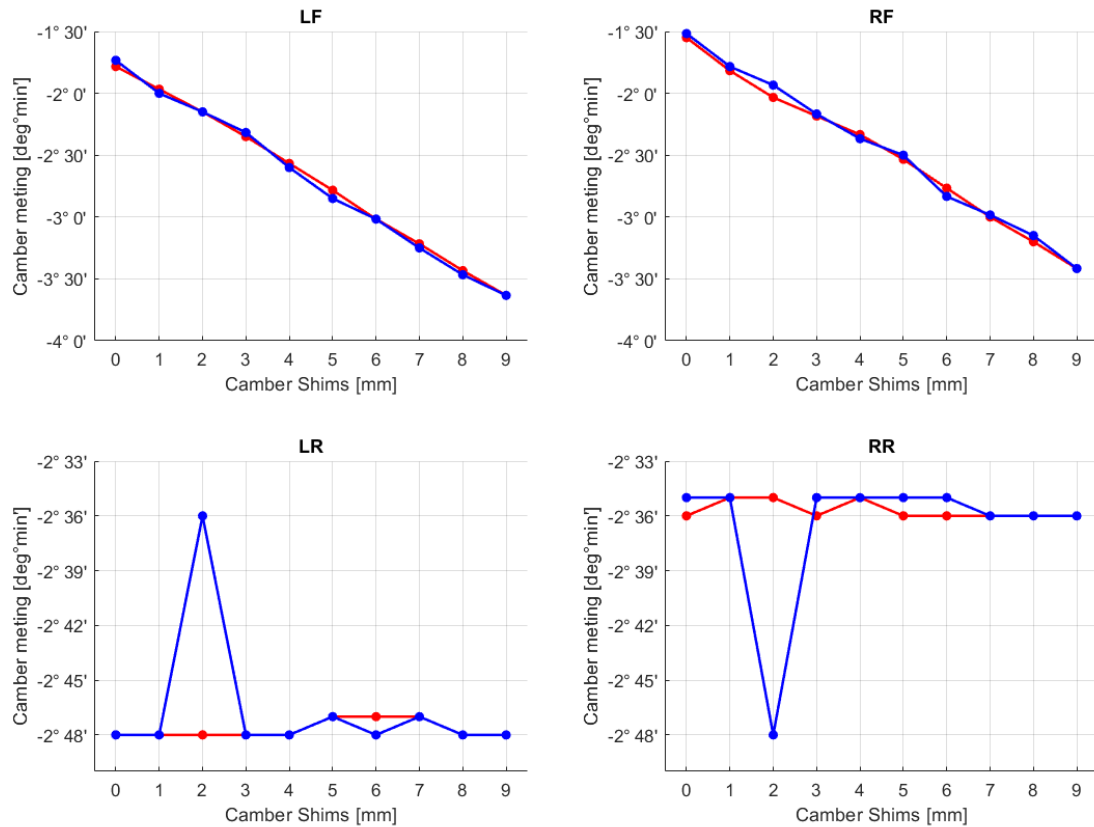 LF
-1° 30'
-2° 0'
-2° 30'
-3° 0'
-3° 30'
-4° 0'
Camber meting [deg°min']
0 1 2 3 4 5 6 7 8 9
Camber Shims [mm]
RF
-1° 30'
-2° 0'
-2° 30'
-3° 0'
-3° 30'
-4° 0'
Camber meting [deg°min']
0 1 2 3 4 5 6 7 8 9
Camber Shims [mm]
LR
-2° 33'
-2° 36'
-2° 39'
-2° 42'
-2° 45'
-2° 48'
Camber meting [deg°min']
0 1 2 3 4 5 6 7 8 9
Camber Shims [mm]
RR
-2° 33'
-2° 36'
-2° 39'
-2° 42'
-2° 45'
-2° 48'
Camber meting [deg°min']
0 1 2 3 4 5 6 7 8 9
Camber Shims [mm]